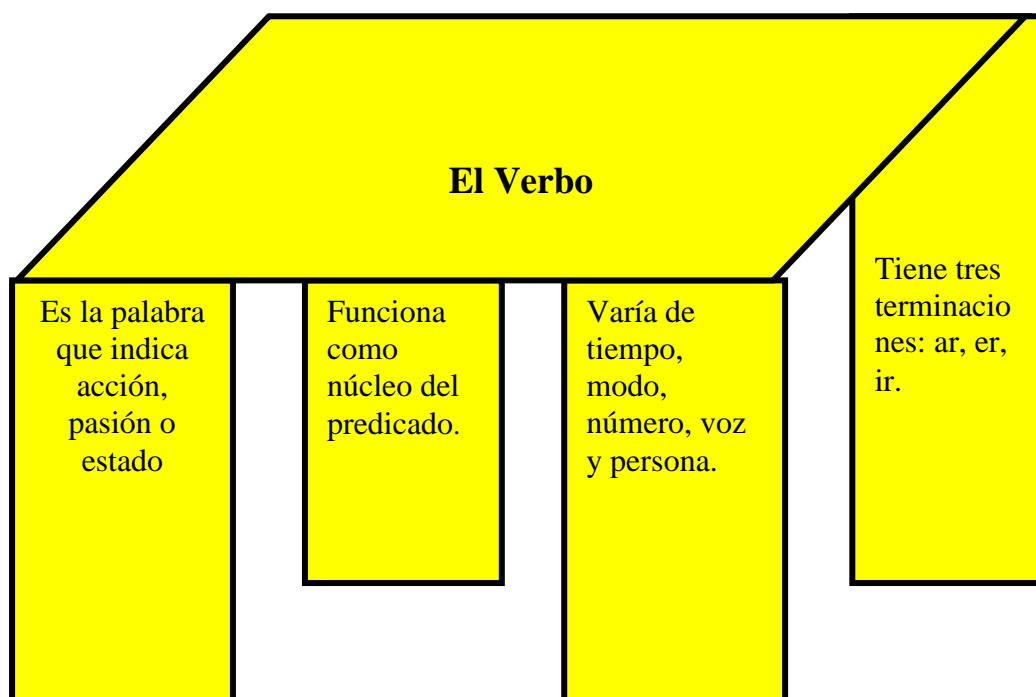 El Verbo
Es la palabra
que indica
acción,
pasión o
estado
Funciona
como
núcleo del
predicado.
Varía de
tiempo,
modo,
número, voz
y persona.
Tiene tres
terminacio
nes: ar, er,
ir.